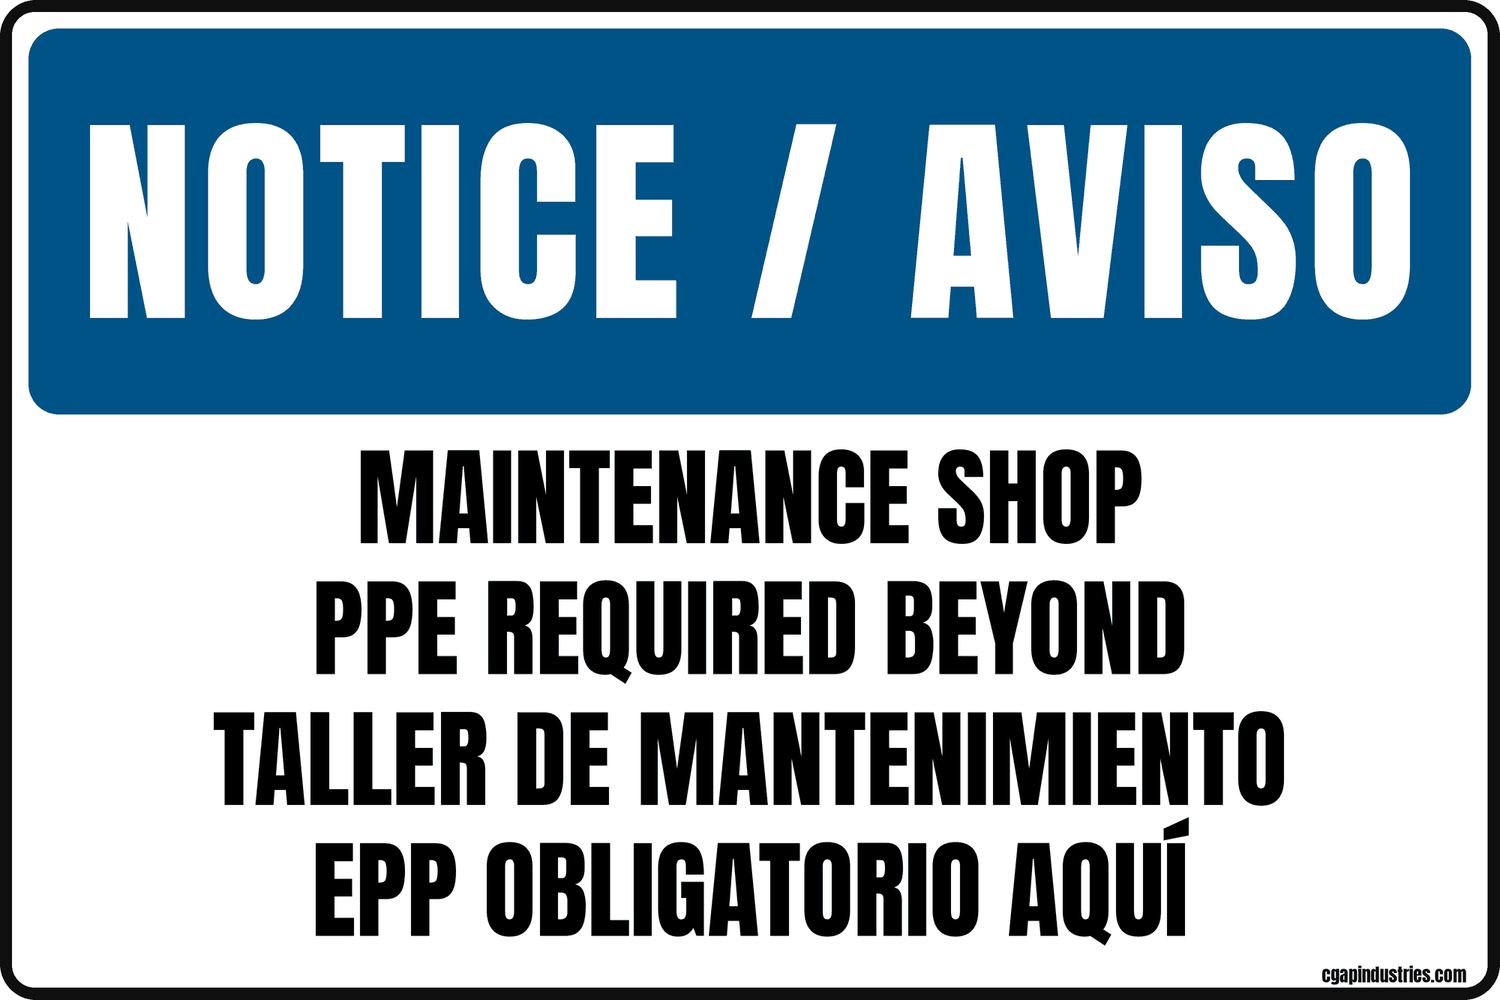 NOTICE / AVISO
MAINTENANCE SHOP
PPE REQUIRED BEYOND
TALLER DE MANTENIMIENTO
EPP OBLIGATORIO AQUÍ
cgapindustries.com